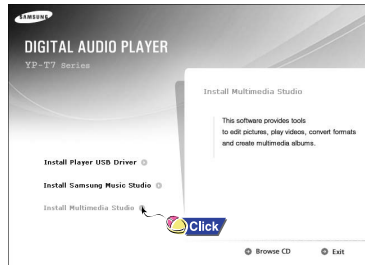 SAMSUNG
DIGITAL AUDIO PLAYER
YP-T7 Series
Install Multimedia Studio
This software provides tools
to edit pictures, play videos, convert formats
and create multimedia albums.
Install Player USB Driver
Install Samsung Music Studio
Install Multimedia Studio
Click
Browse CD
Exit